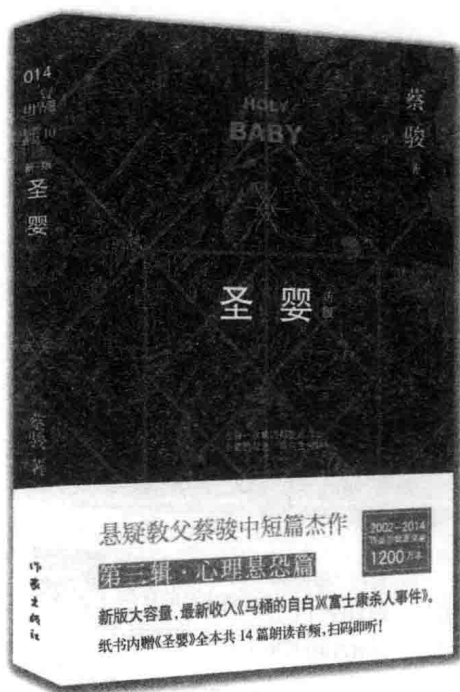 014
圣婴
蔡骏 著
作家出版社
HOLY
BABY
蔡骏 著
圣婴
悬疑教父蔡骏中短篇杰作
第三辑·心理悬恐篇
2002-2014
1200万本
新版大容量,最新收入《马桶的自白》《富士康杀人事件》。
纸书内赠《圣婴》全本共14篇朗读音频,扫码即听!